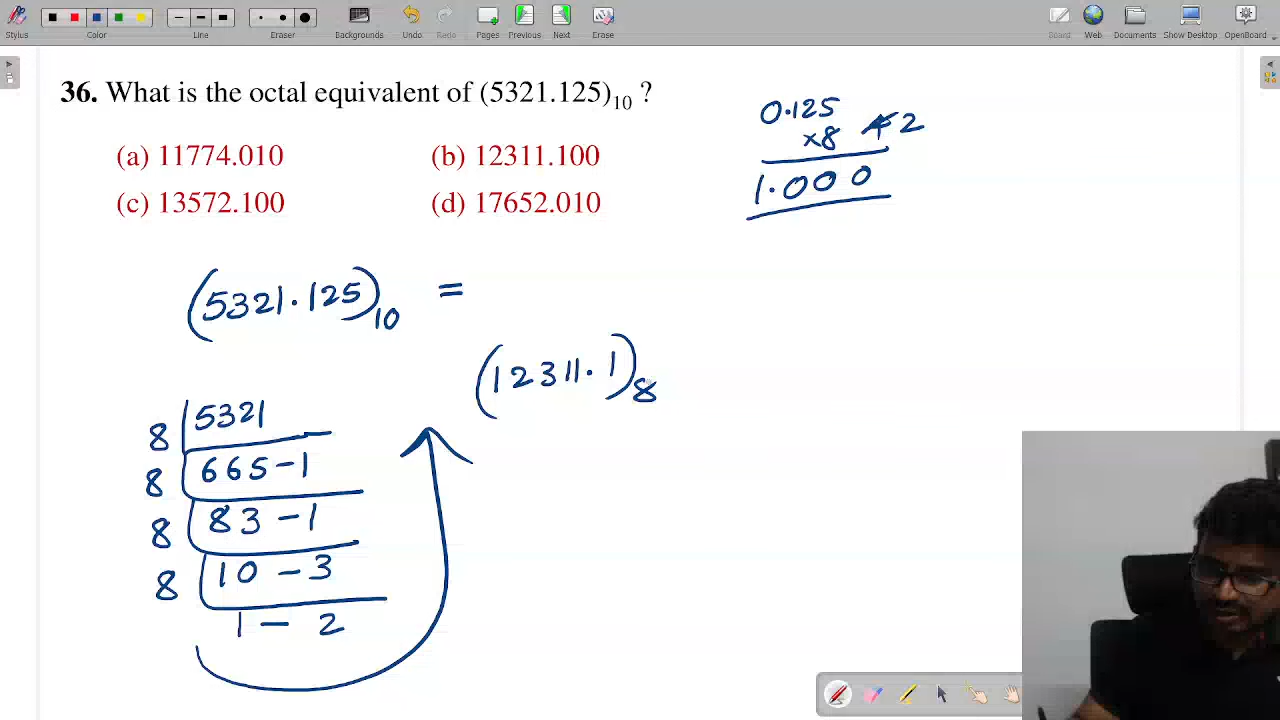 Stylus Color Line Eraser Backgrounds Undo Redo Pages Previous Next Erase Board Web Documents Show Desktop OpenBoard
36. What is the octal equivalent of (5321.125)10 ?
(a) 11774.010 (b) 12311.100
(c) 13572.100 (d) 17652.010
0.125
×8 2
1.000
(5321.125)10 =
(12311.1)8
8 5321
8 665-1
8 83-1
8 10-3
1-2